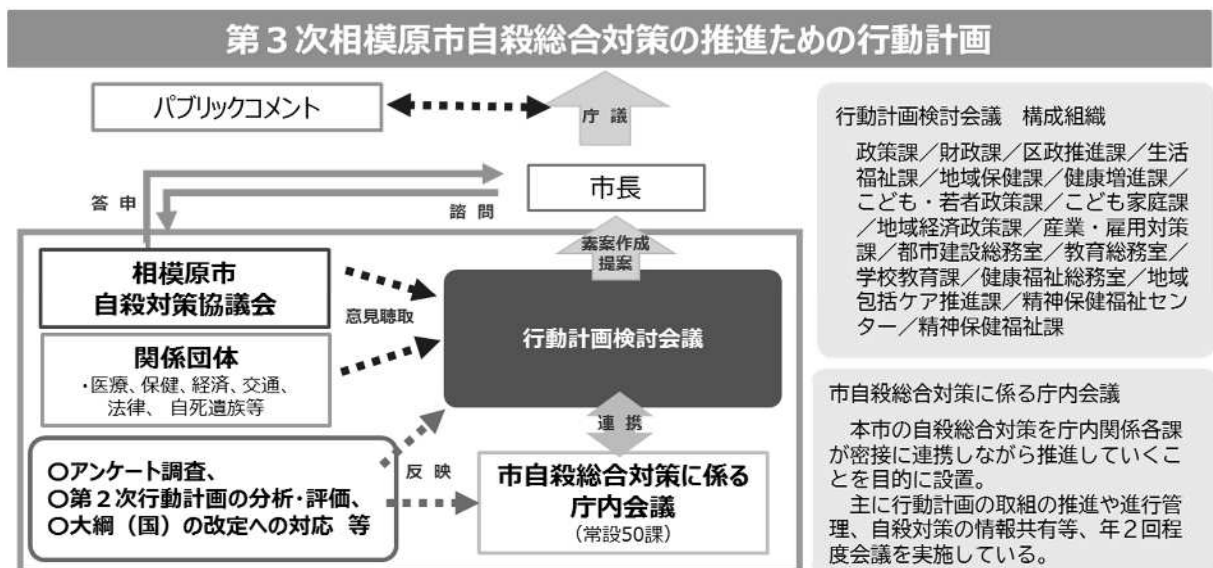 第３次相模原市自殺総合対策の推進ための行動計画
パブリックコメント
庁 議
答 申
諮 問
市長
素案作成
提案
相模原市
自殺対策協議会
意見聴取
関係団体
・医療、保健、経済、交通、
法律、 自死遺族等
行動計画検討会議
連 携
〇アンケート調査、
〇第２次行動計画の分析・評価、
〇大綱（国）の改定への対応 等
反 映
市自殺総合対策に係る
庁内会議
（常設50課）
行動計画検討会議 構成組織
政策課／財政課／区政推進課／生活
福祉課／地域保健課／健康増進課／
こども・若者政策課／こども家庭課
／地域経済政策課／産業・雇用対策
課／都市建設総務室／教育総務室／
学校教育課／健康福祉総務室／地域
包括ケア推進課／精神保健福祉セン
ター／精神保健福祉課
市自殺総合対策に係る庁内会議
本市の自殺総合対策を庁内関係各課
が密接に連携しながら推進していくこ
とを目的に設置。
主に行動計画の取組の推進や進行管
理、自殺対策の情報共有等、年２回程
度会議を実施している。